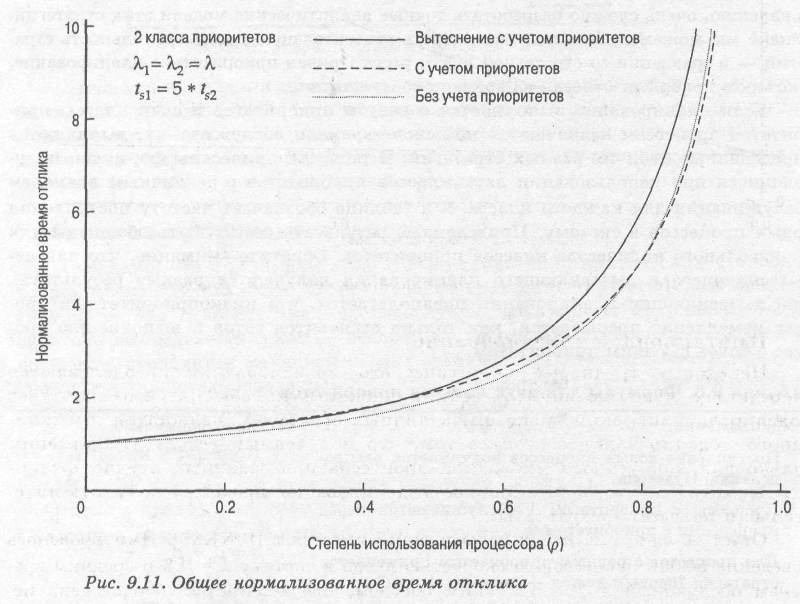 10
8
6
4
2
0
0.2
0.4
0.6
0.8
1.0
2 класса приоритетов
λ₁ = λ₂ = λ
tₛ₁ = 5 * tₛ₂
Вытеснение с учетом приоритетов
С учетом приоритетов
Без учета приоритетов
Нормализованное время отклика
Степень использования процессора (ρ)
Рис. 9.11. Общее нормализованное время отклика